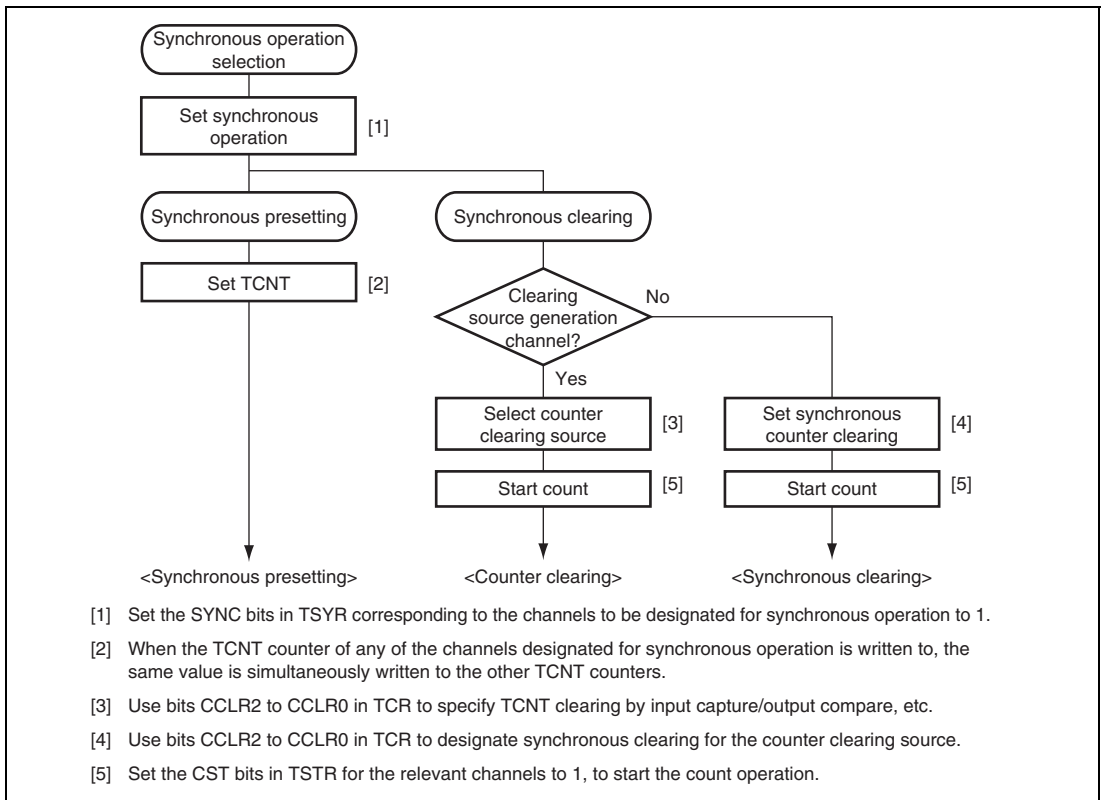 Synchronous operation
selection
Set synchronous
operation
[1]
Synchronous presetting
Synchronous clearing
Set TCNT
[2]
Clearing
source generation
channel?
No
Yes
Select counter
clearing source
[3]
Set synchronous
counter clearing
[4]
Start count
[5]
Start count
[5]
<Synchronous presetting>
<Counter clearing>
<Synchronous clearing>
[1] Set the SYNC bits in TSYR corresponding to the channels to be designated for synchronous operation to 1.
[2] When the TCNT counter of any of the channels designated for synchronous operation is written to, the
same value is simultaneously written to the other TCNT counters.
[3] Use bits CCLR2 to CCLR0 in TCR to specify TCNT clearing by input capture/output compare, etc.
[4] Use bits CCLR2 to CCLR0 in TCR to designate synchronous clearing for the counter clearing source.
[5] Set the CST bits in TSTR for the relevant channels to 1, to start the count operation.